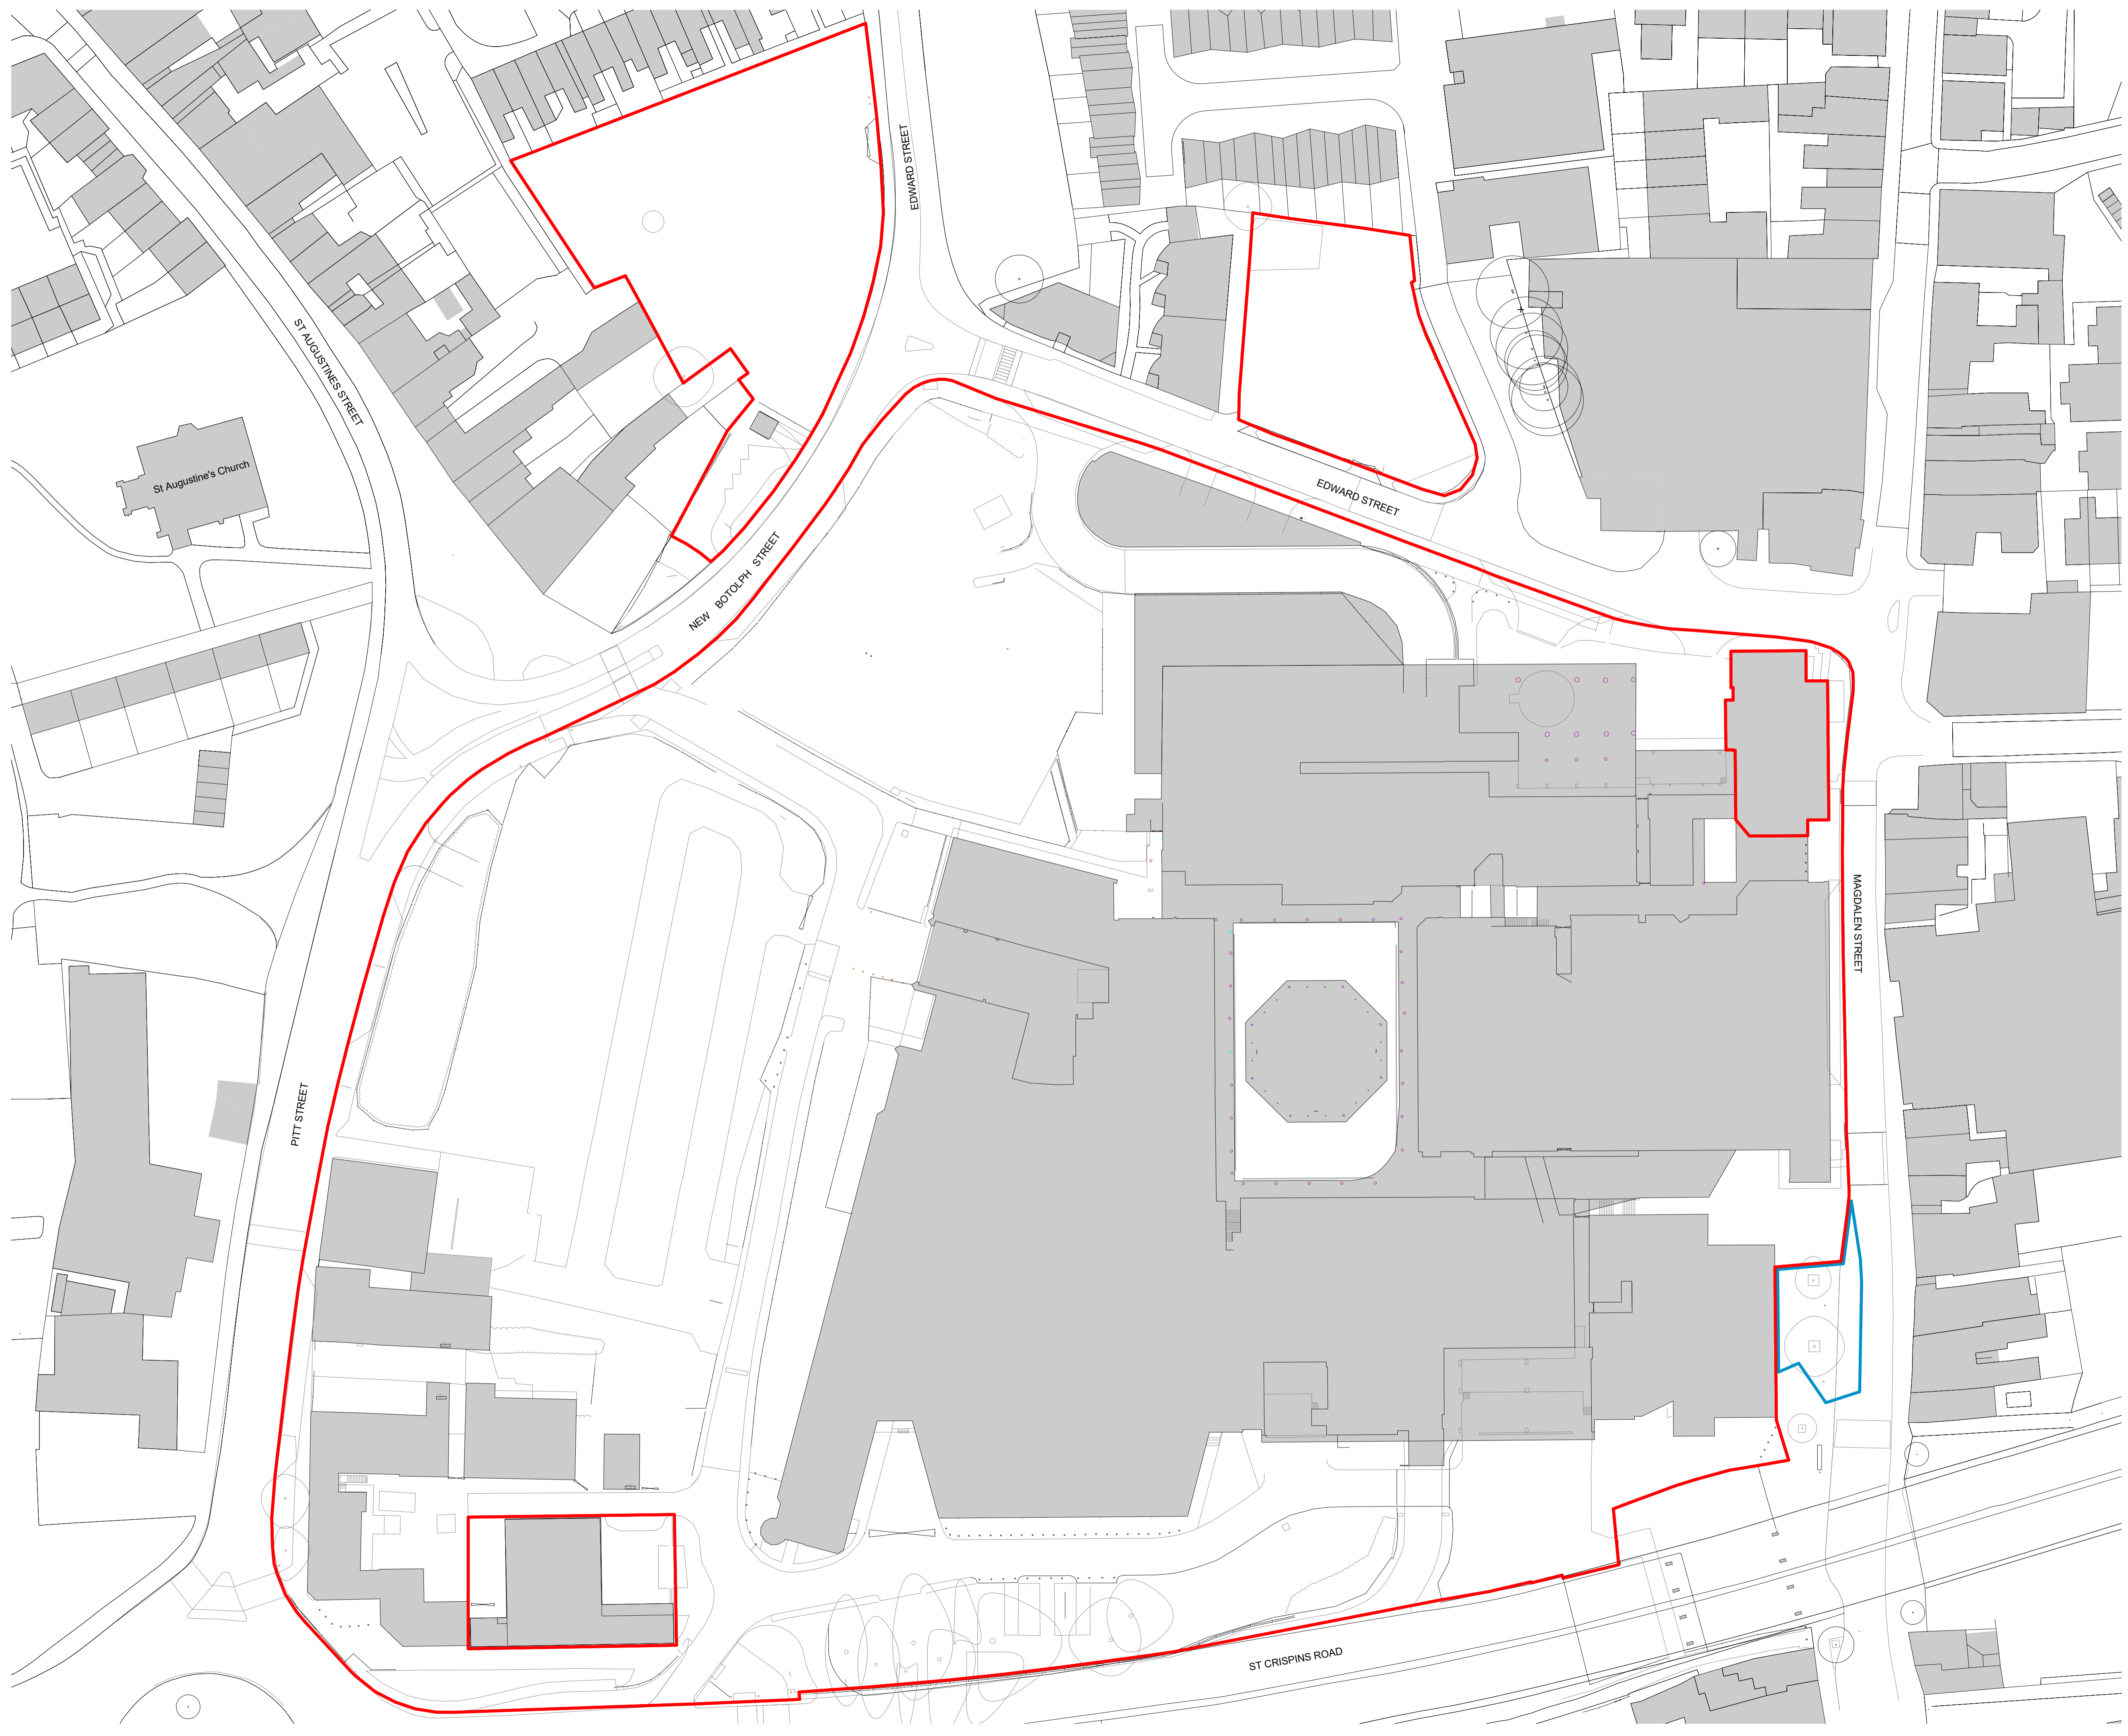 EDWARD STREET
ST AUGUSTINES STREET
St Augustine's Church
EDWARD STREET
NEW BOTOLPH STREET
MAGDALEN STREET
PITT STREET
ST CRISPINS ROAD